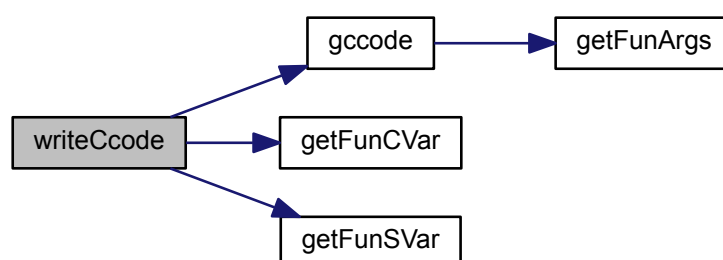 gccode
getFunArgs
writeCcode
getFunCVar
getFunSVar